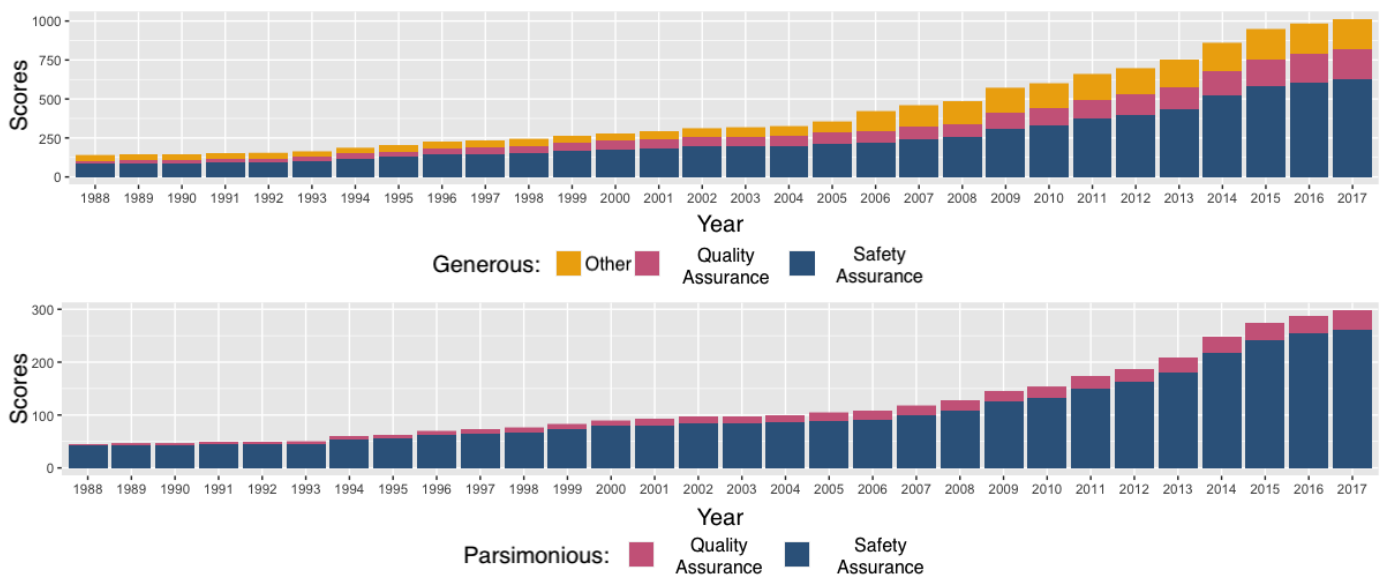 1000
750
500
250
0
Scores
1988 1989 1990 1991 1992 1993 1994 1995 1996 1997 1998 1999 2000 2001 2002 2003 2004 2005 2006 2007 2008 2009 2010 2011 2012 2013 2014 2015 2016 2017
Year
Generous: Other Quality Assurance Safety Assurance
300
200
100
0
Scores
1988 1989 1990 1991 1992 1993 1994 1995 1996 1997 1998 1999 2000 2001 2002 2003 2004 2005 2006 2007 2008 2009 2010 2011 2012 2013 2014 2015 2016 2017
Year
Parsimonious: Quality Assurance Safety Assurance